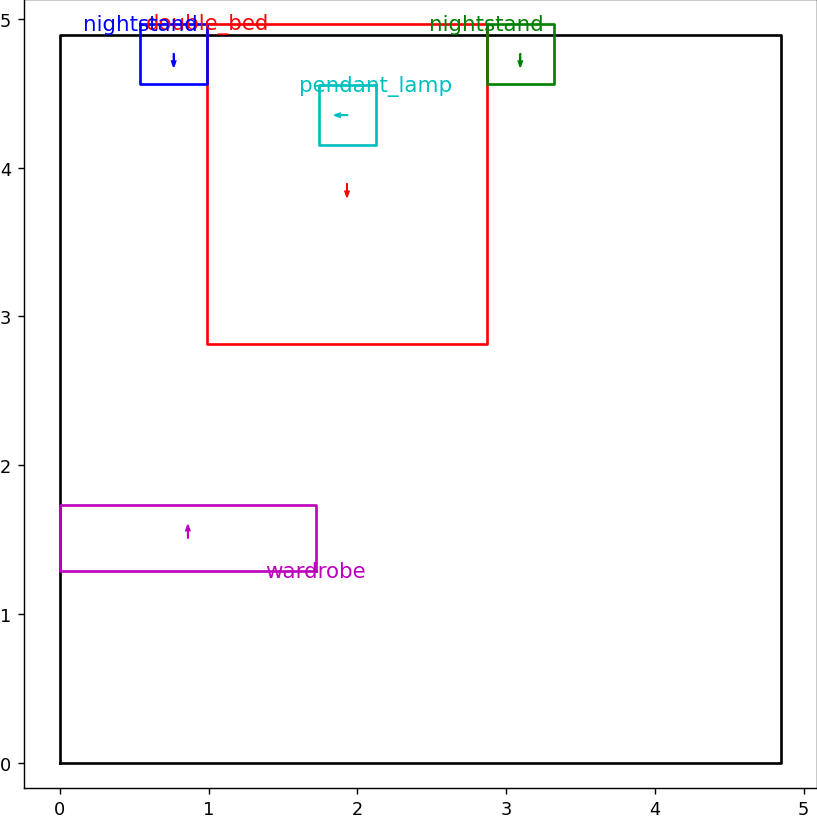 nightstand
double_bed
nightstand
pendant_lamp
wardrobe
5
4
3
2
1
0
0 1 2 3 4 5